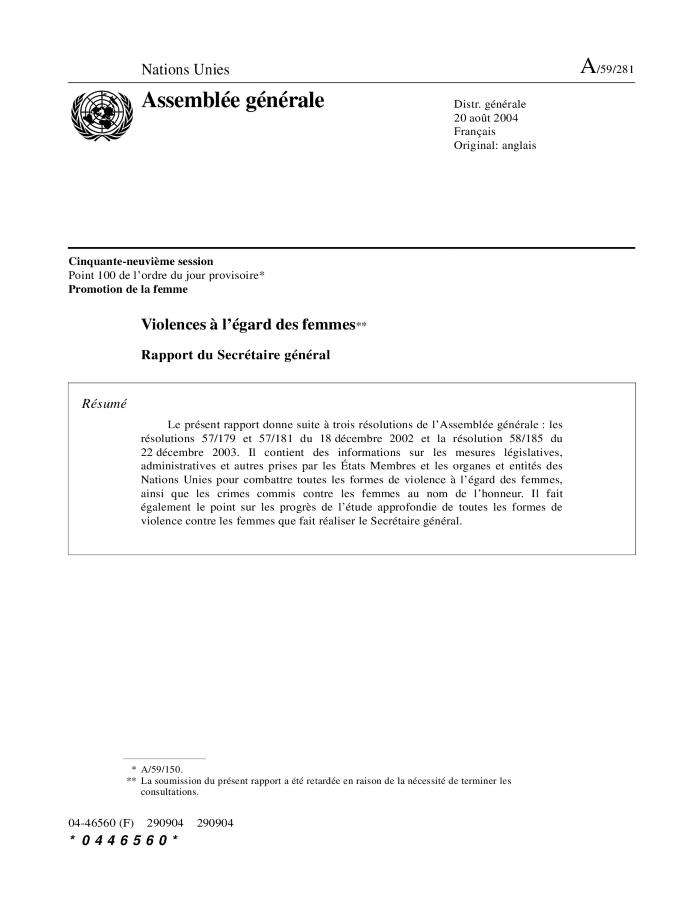 Nations Unies
A/59/281
Assemblée générale
Distr. générale
20 août 2004
Français
Original: anglais
Cinquante-neuvième session
Point 100 de l'ordre du jour provisoire*
Promotion de la femme
Violences à l'égard des femmes**
Rapport du Secrétaire général
Résumé
Le présent rapport donne suite à trois résolutions de l'Assemblée générale : les
résolutions 57/179 et 57/181 du 18 décembre 2002 et la résolution 58/185 du
22 décembre 2003. Il contient des informations sur les mesures législatives,
administratives et autres prises par les États Membres et les organes et entités des
Nations Unies pour combattre toutes les formes de violence à l'égard des femmes,
ainsi que les crimes commis contre les femmes au nom de l'honneur. Il fait
également le point sur les progrès de l'étude approfondie de toutes les formes de
violence contre les femmes que fait réaliser le Secrétaire général.
* A/59/150.
** La soumission du présent rapport a été retardée en raison de la nécessité de terminer les
consultations.
04-46560 (F) 290904 290904
*0446560*